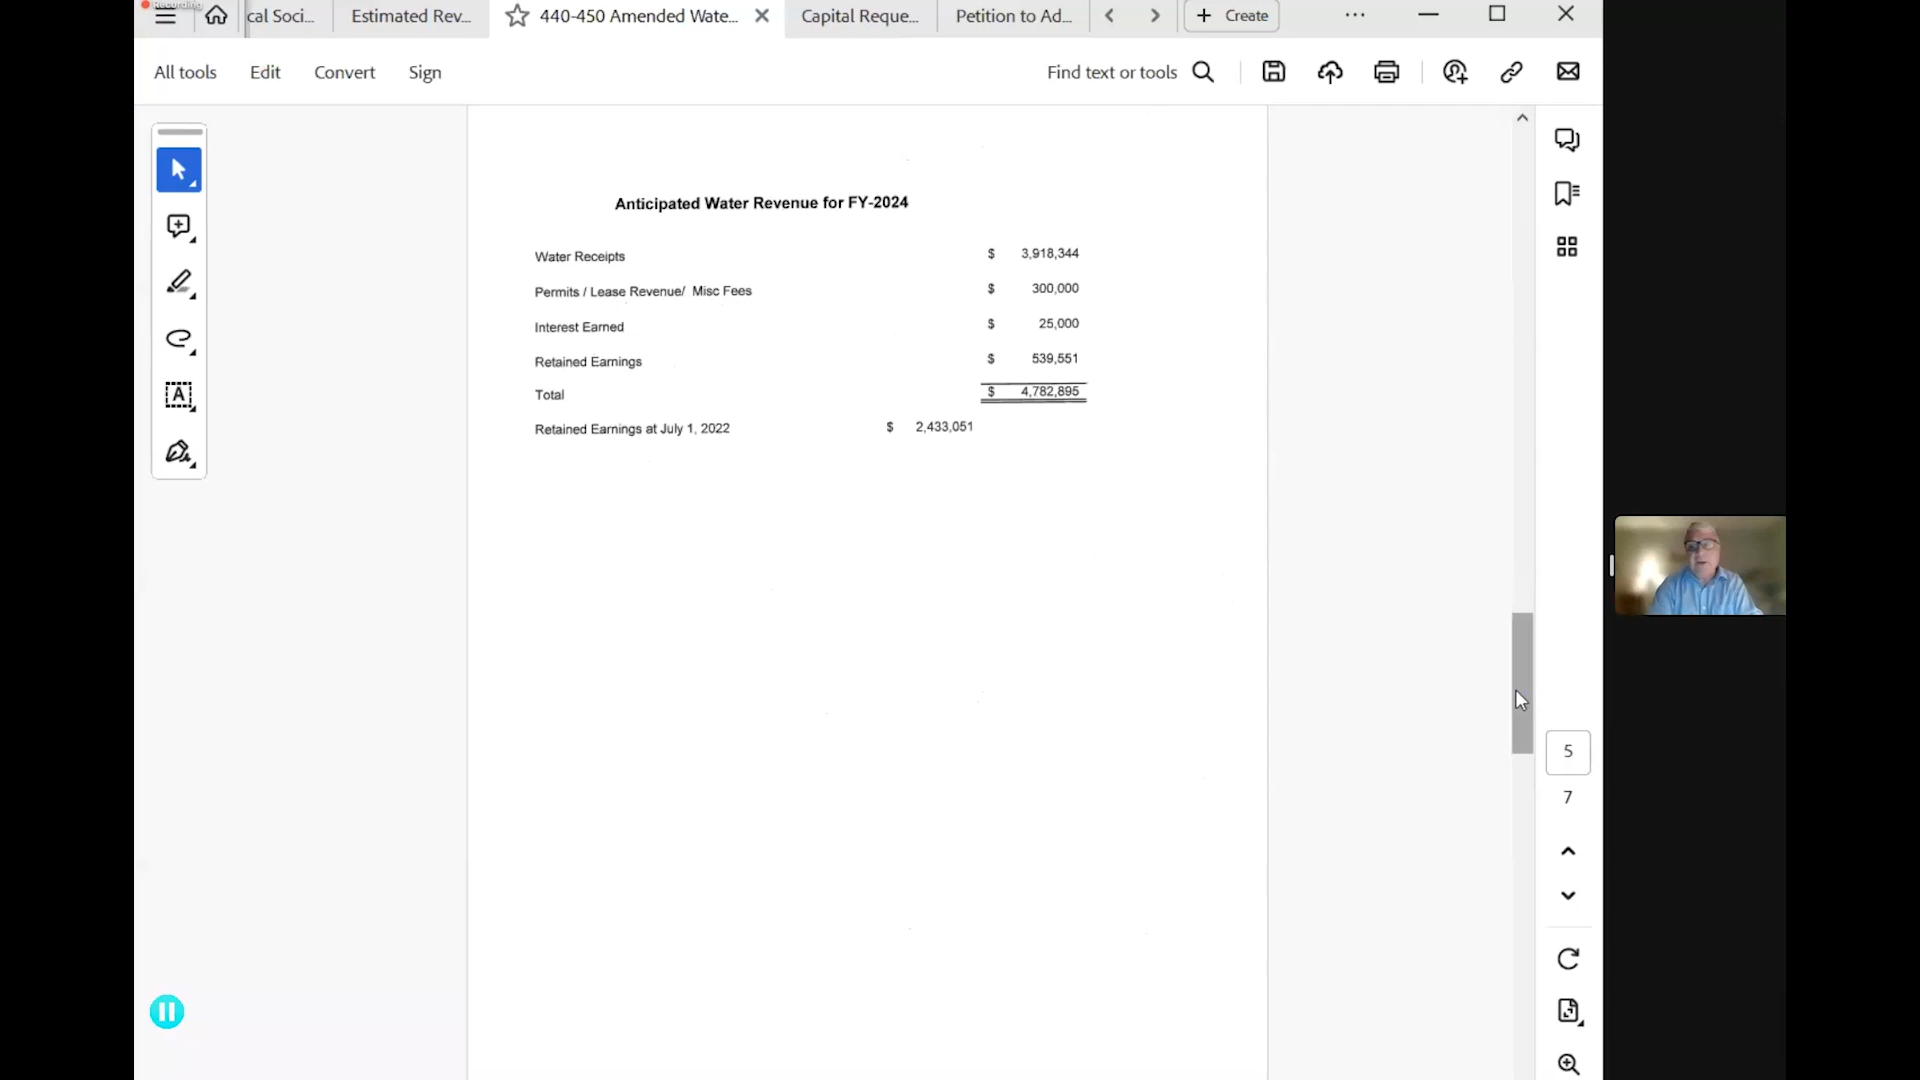 Recording
cal Soci...
Estimated Rev...
440-450 Amended Wate...
Capital Reque...
Petition to Ad...
Create
All tools
Edit
Convert
Sign
Find text or tools
Anticipated Water Revenue for FY-2024
Water Receipts $ 3,918,344
Permits / Lease Revenue/ Misc Fees $ 300,000
Interest Earned $ 25,000
Retained Earnings $ 539,551
Total $ 4,782,895
Retained Earnings at July 1, 2022 $ 2,433,051
5
7